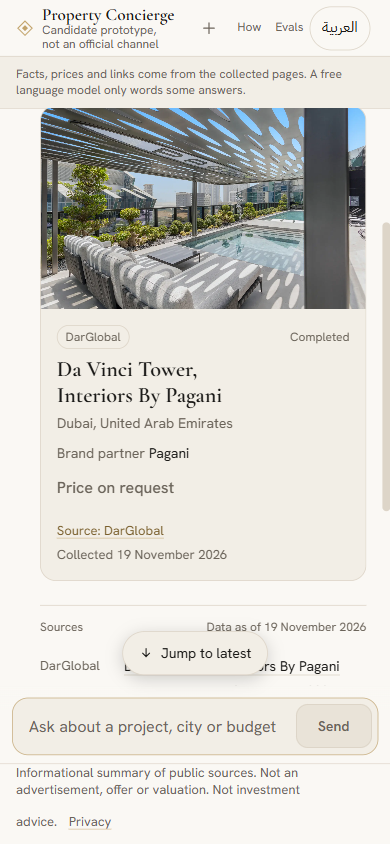 Property Concierge
Candidate prototype,
not an official channel
+
How
Evals
العربية
Facts, prices and links come from the collected pages. A free
language model only words some answers.
DarGlobal
Completed
Da Vinci Tower,
Interiors By Pagani
Dubai, United Arab Emirates
Brand partner Pagani
Price on request
Source: DarGlobal
Collected 19 November 2026
Sources
Data as of 19 November 2026
↓ Jump to latest
DarGlobal
By Pagani
Ask about a project, city or budget
Send
Informational summary of public sources. Not an
advertisement, offer or valuation. Not investment
advice. Privacy